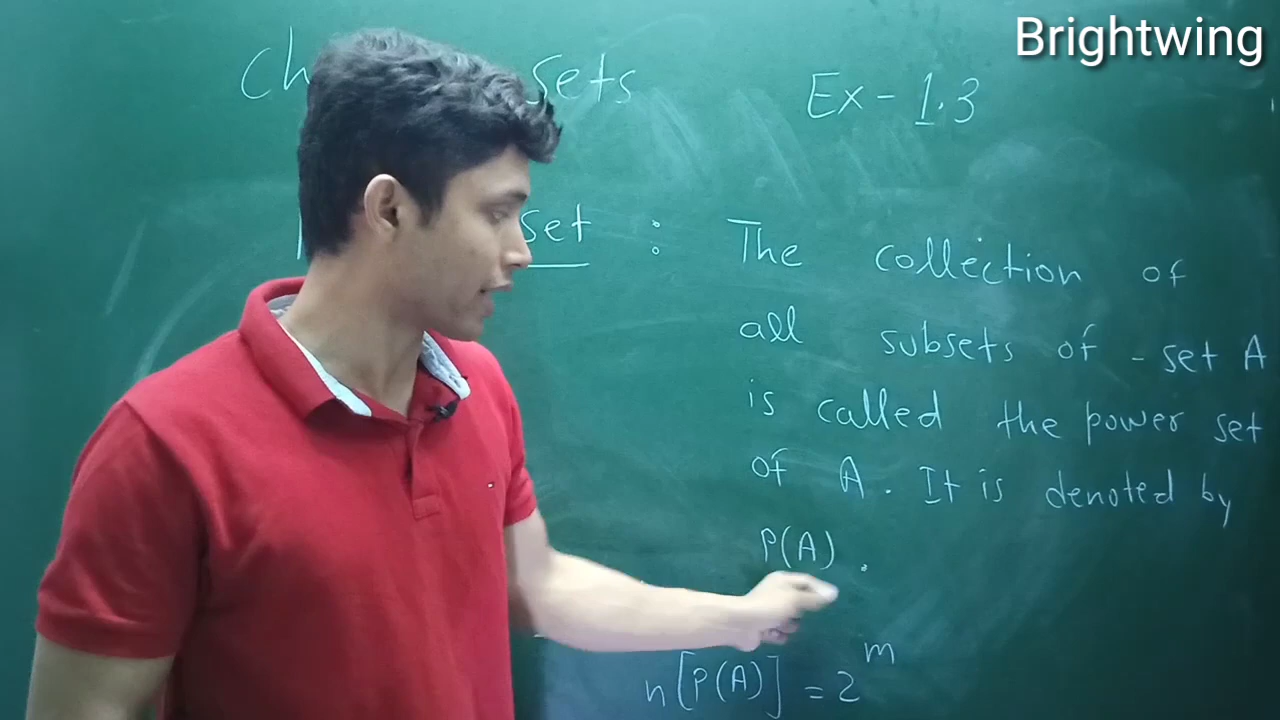 Brightwing
sets
Ex - 1.3
set : The collection of
all subsets of - set A
is called the power set
of A. It is denoted by
P(A).
n[P(A)] = 2^m